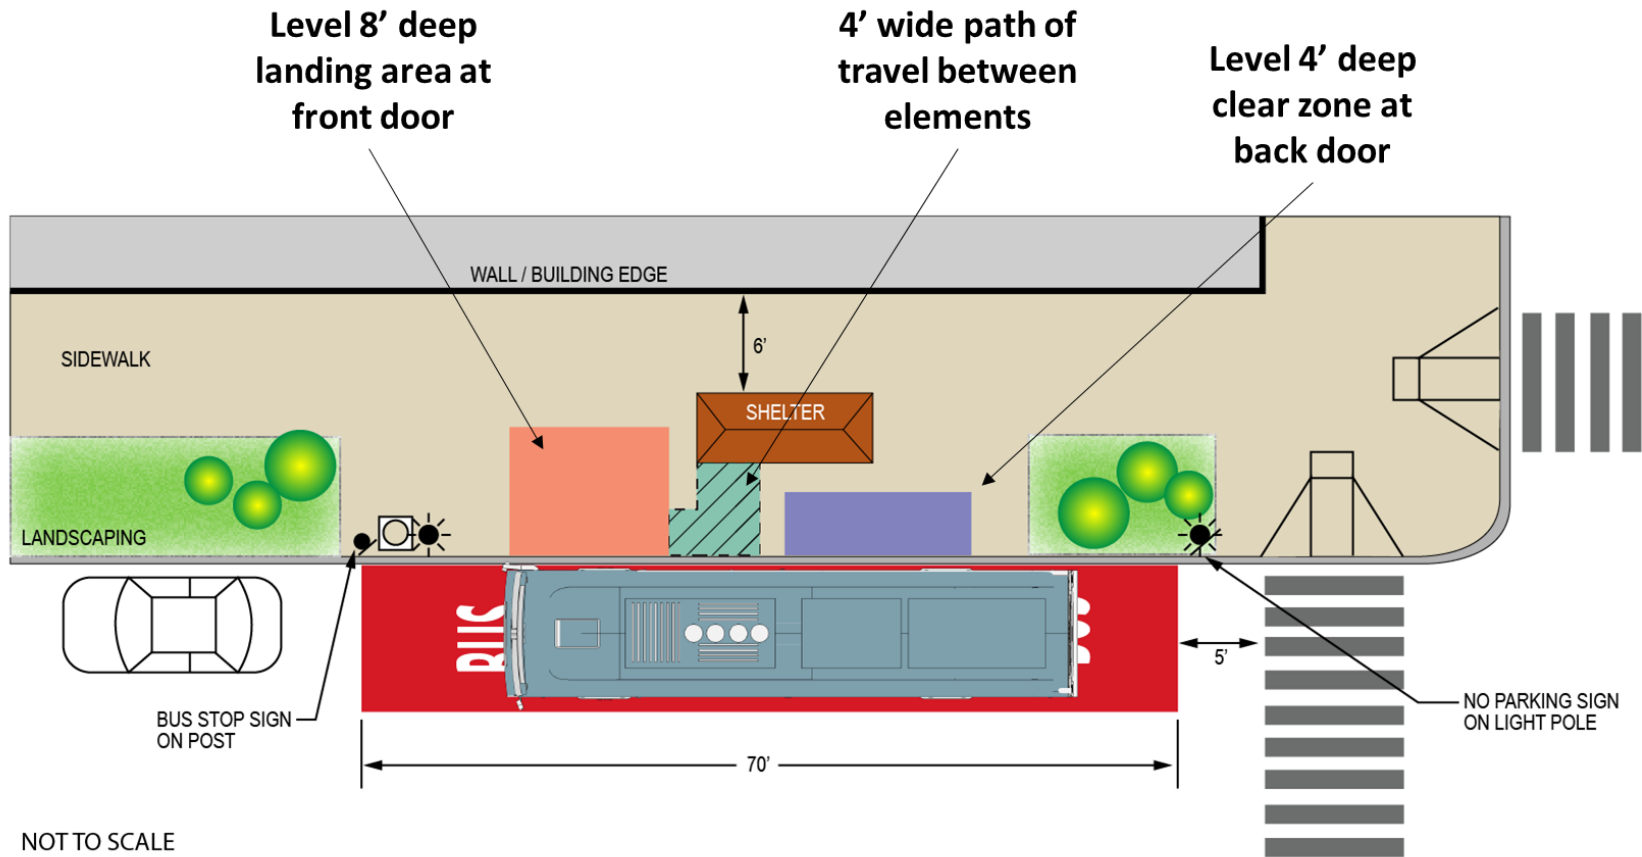 Level 8’ deep
landing area at
front door
4’ wide path of
travel between
elements
Level 4’ deep
clear zone at
back door
WALL / BUILDING EDGE
6’
SIDEWALK
SHELTER
LANDSCAPING
5’
BUS STOP SIGN
ON POST
NO PARKING SIGN
ON LIGHT POLE
70’
NOT TO SCALE